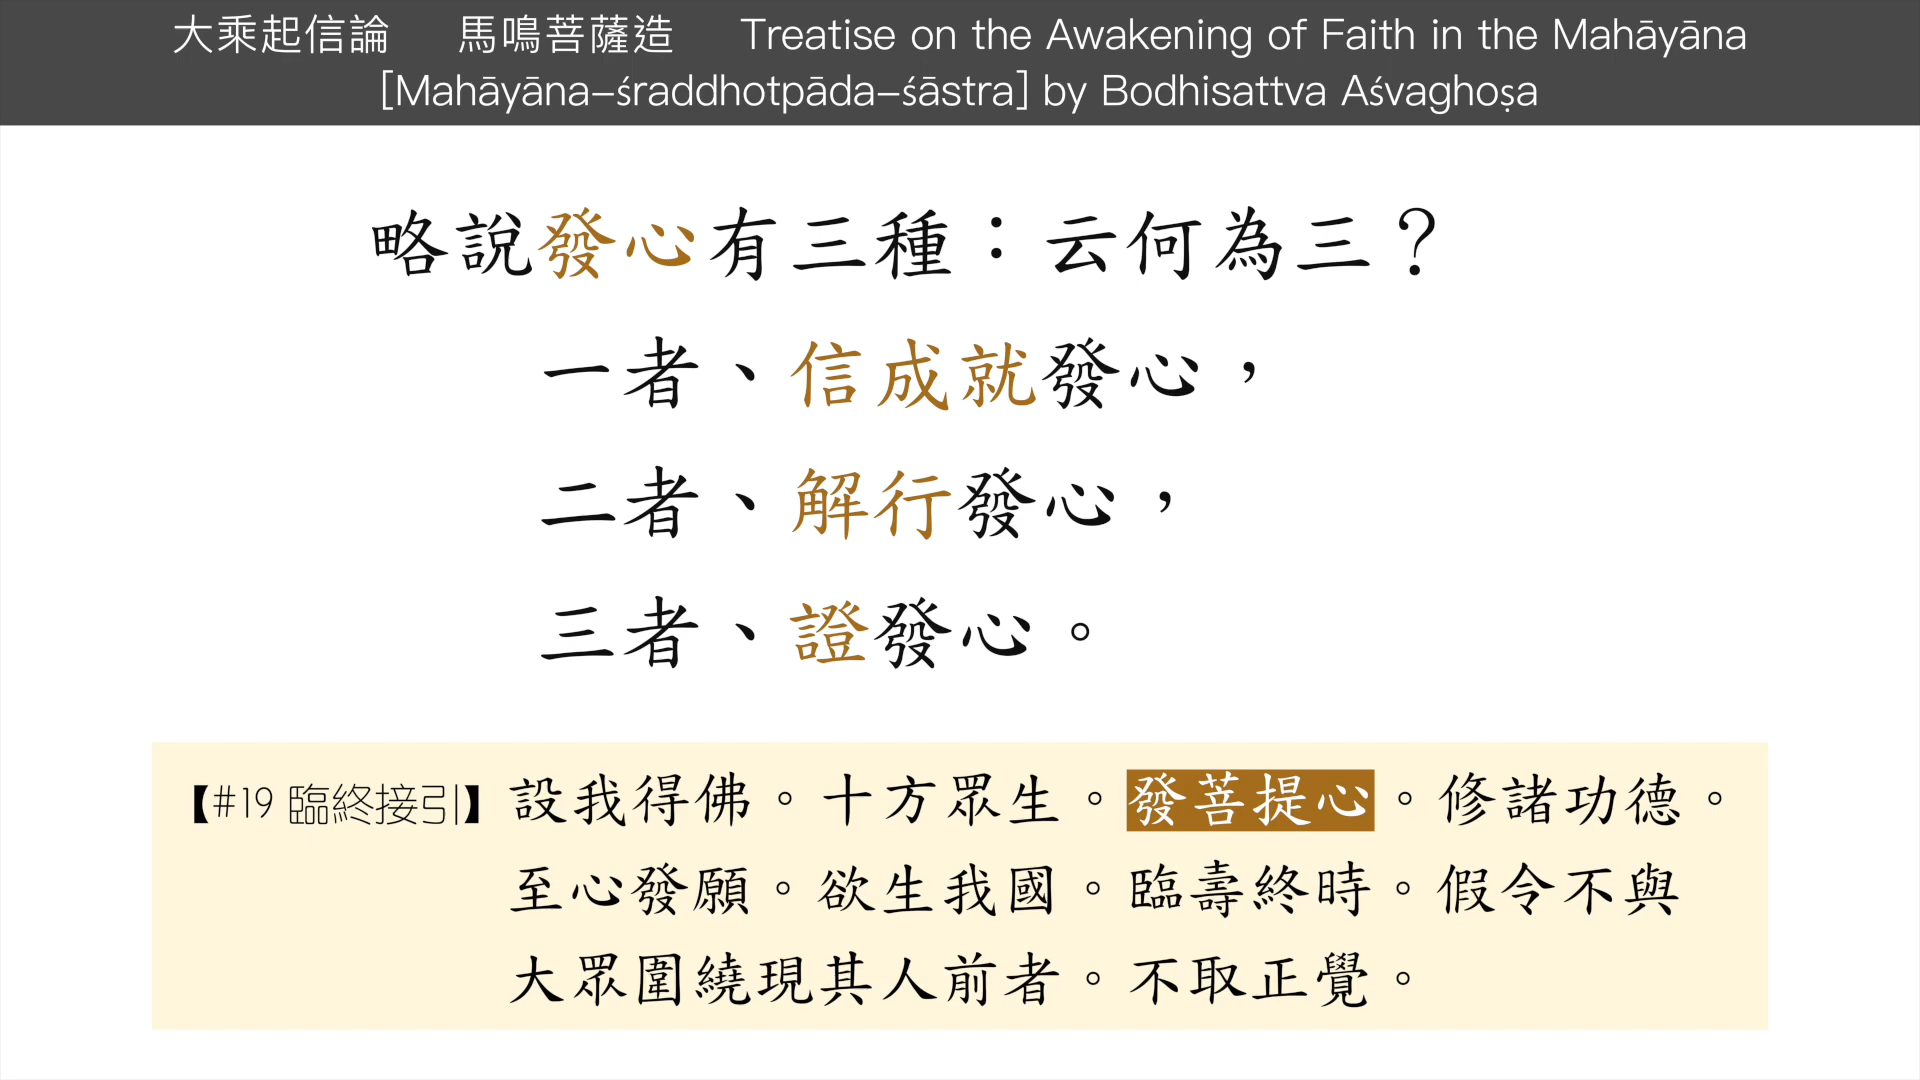 大乘起信論 馬鳴菩薩造 Treatise on the Awakening of Faith in the Mahāyāna
[Mahāyāna–śraddhotpāda–śāstra] by Bodhisattva Aśvaghoṣa
略說發心有三種：云何為三？
一者、信成就發心，
二者、解行發心，
三者、證發心。
【#19 臨終接引】設我得佛。十方眾生。發菩提心。修諸功德。
至心發願。欲生我國。臨壽終時。假令不與
大眾圍繞現其人前者。不取正覺。